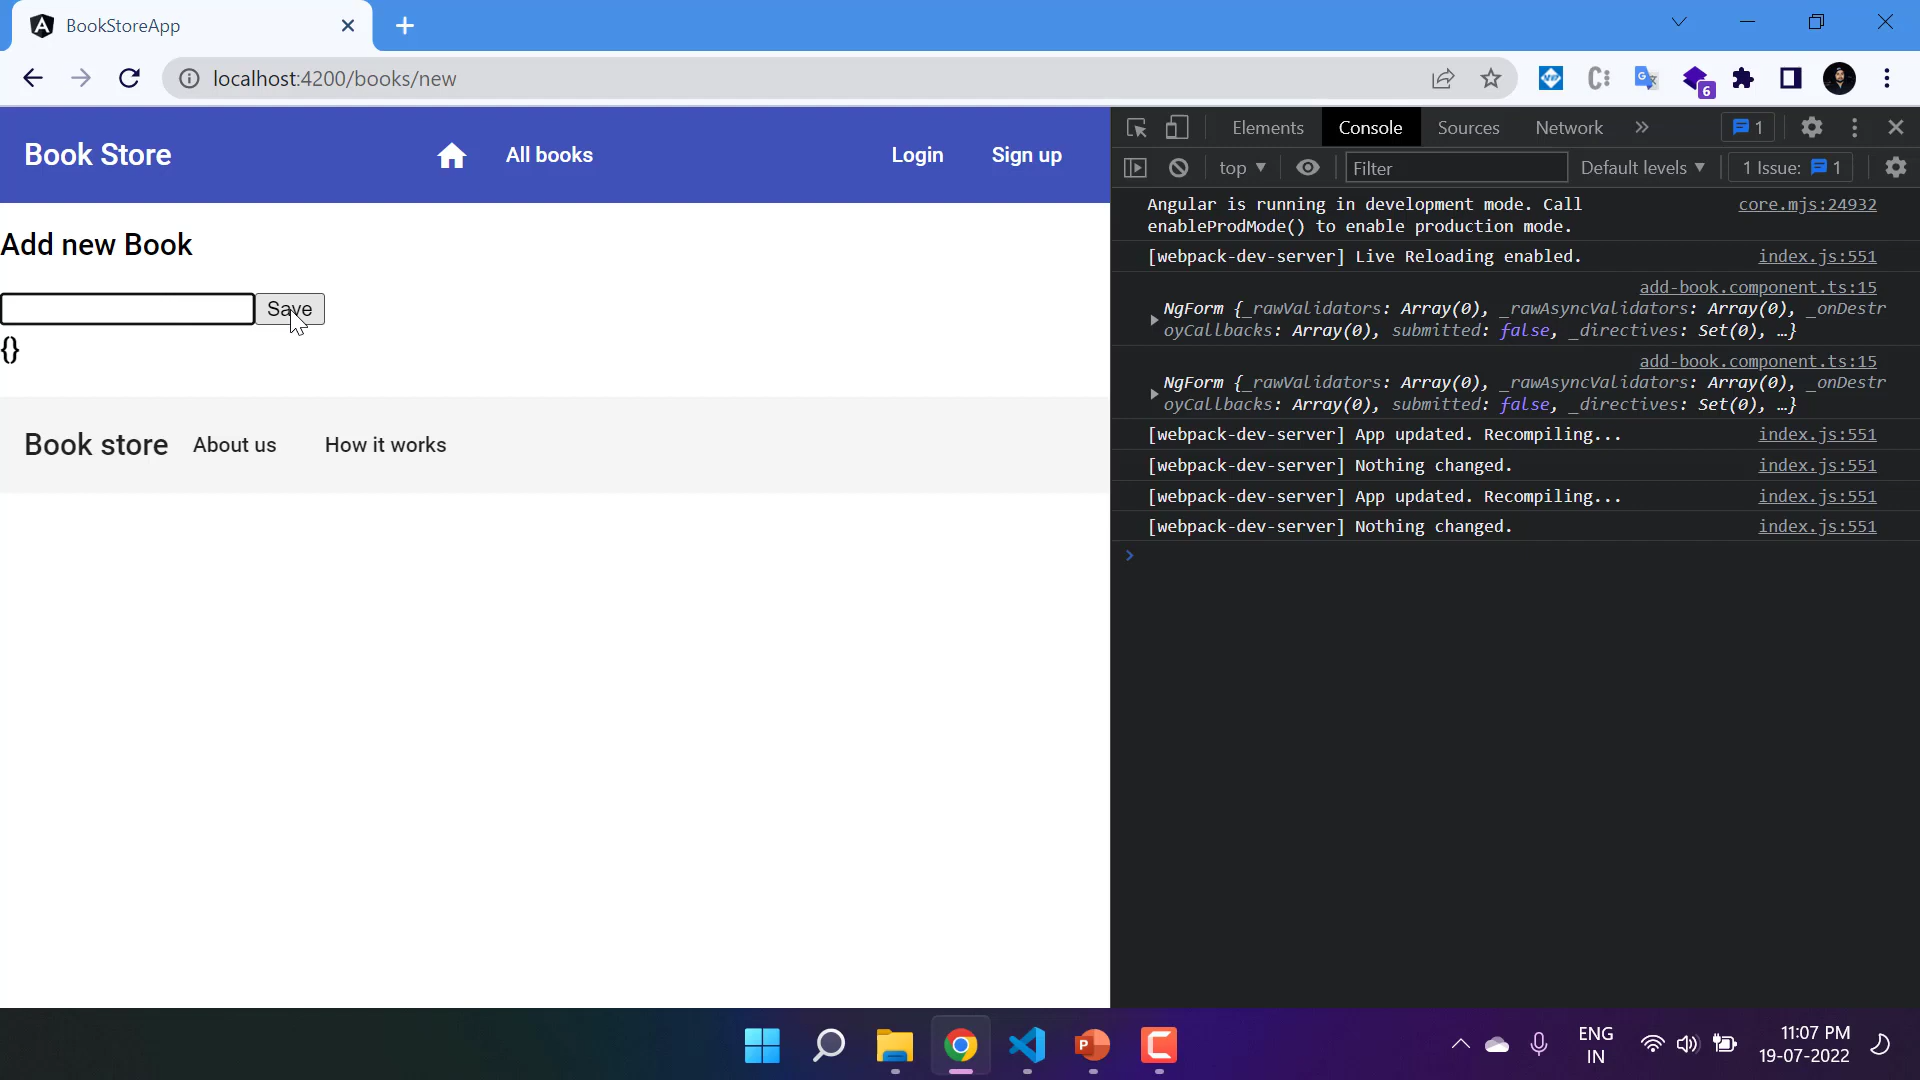 BookStoreApp
localhost:4200/books/new
6
Book Store
All books
Login
Sign up
Add new Book
Save
{}
Book store
About us
How it works
Elements
Console
Sources
Network
1
top
Filter
Default levels
1 Issue: 1
Angular is running in development mode. Call core.mjs:24932
enableProdMode() to enable production mode.
[webpack-dev-server] Live Reloading enabled. index.js:551
add-book.component.ts:15
NgForm {_rawValidators: Array(0), _rawAsyncValidators: Array(0), _onDestr
oyCallbacks: Array(0), submitted: false, _directives: Set(0), …}
add-book.component.ts:15
NgForm {_rawValidators: Array(0), _rawAsyncValidators: Array(0), _onDestr
oyCallbacks: Array(0), submitted: false, _directives: Set(0), …}
[webpack-dev-server] App updated. Recompiling... index.js:551
[webpack-dev-server] Nothing changed. index.js:551
[webpack-dev-server] App updated. Recompiling... index.js:551
[webpack-dev-server] Nothing changed. index.js:551
ENG
IN
11:07 PM
19-07-2022